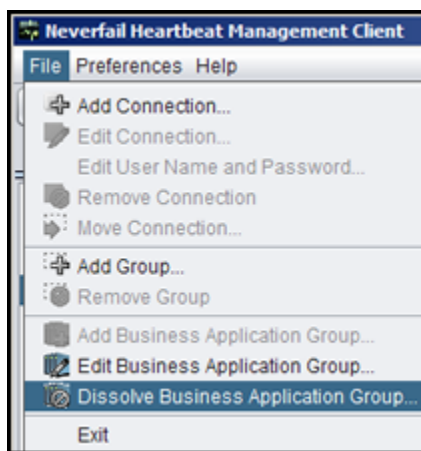 Neverfail Heartbeat Management Client
File Preferences Help
Add Connection...
Edit Connection...
Edit User Name and Password...
Remove Connection
Move Connection...
Add Group...
Remove Group
Add Business Application Group...
Edit Business Application Group...
Dissolve Business Application Group...
Exit